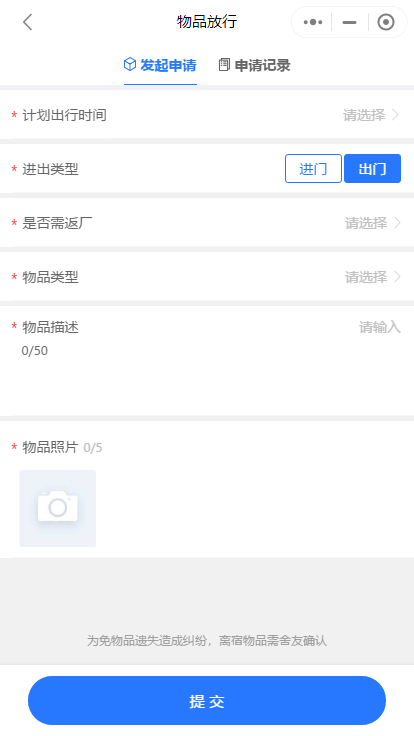 物品放行
发起申请 申请记录
* 计划出行时间 请选择
* 进出类型 进门 出门
* 是否需返厂 请选择
* 物品类型 请选择
* 物品描述 请输入
0/50
* 物品照片 0/5
为免物品遗失造成纠纷，离宿物品需舍友确认
提交